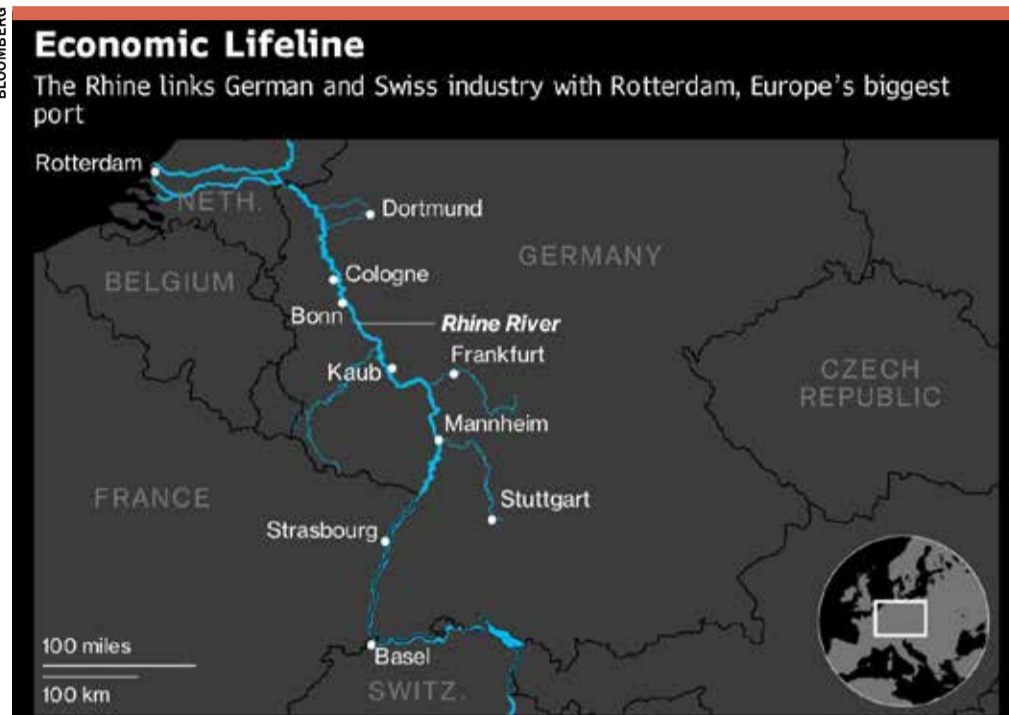 BLOOMBERG
Economic Lifeline
The Rhine links German and Swiss industry with Rotterdam, Europe's biggest
port
Rotterdam
NETH.
Dortmund
GERMANY
BELGIUM
Cologne
Bonn
Rhine River
Frankfurt
Kaub
CZECH
REPUBLIC
Mannheim
FRANCE
Stuttgart
Strasbourg
100 miles
Basel
100 km
SWITZ.